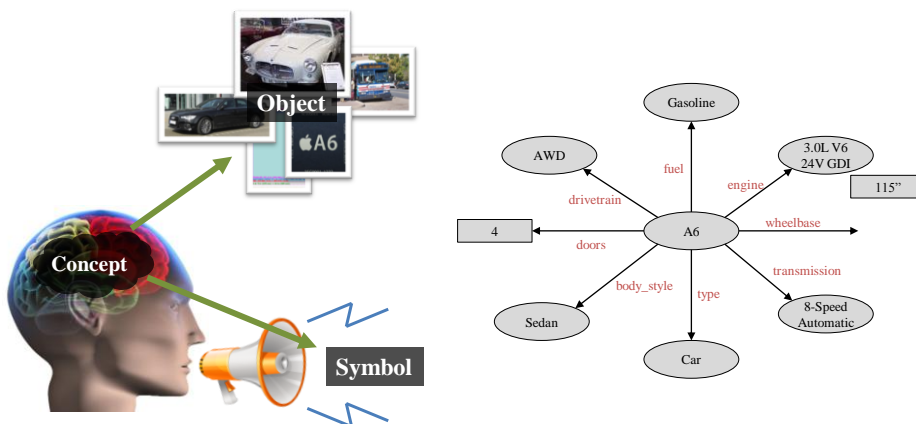 Object
A6
Concept
Symbol
Gasoline
AWD
3.0L V6
24V GDI
115”
fuel
engine
drivetrain
4
A6
wheelbase
doors
body_style
type
transmission
Sedan
8-Speed
Automatic
Car